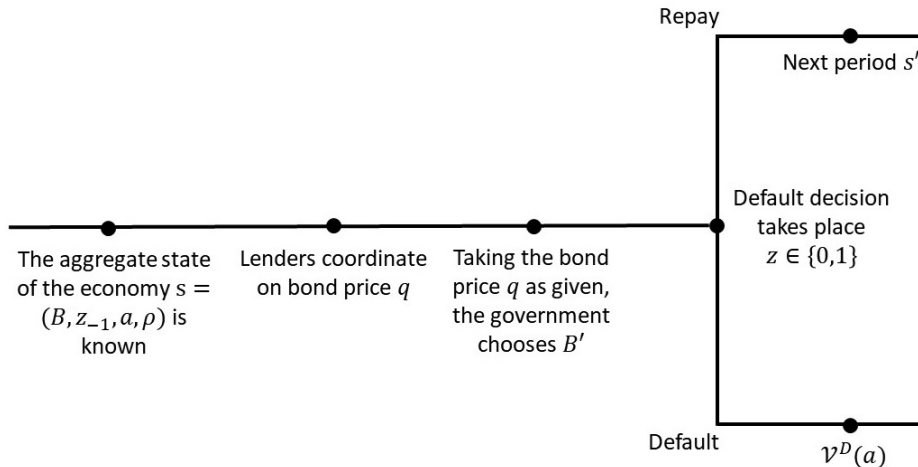 Repay
Next period s′
Default decision
takes place
z ∈ {0,1}
The aggregate state
of the economy s =
(B, z₋₁, a, ρ) is
known
Lenders coordinate
on bond price q
Taking the bond
price q as given,
the government
chooses B′
Default
𝒱ᴰ(a)